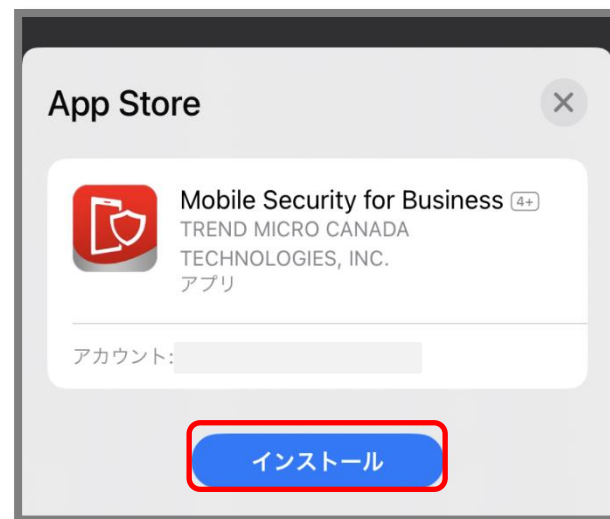 App Store
Mobile Security for Business 4+
TREND MICRO CANADA
TECHNOLOGIES, INC.
アプリ
アカウント:
インストール